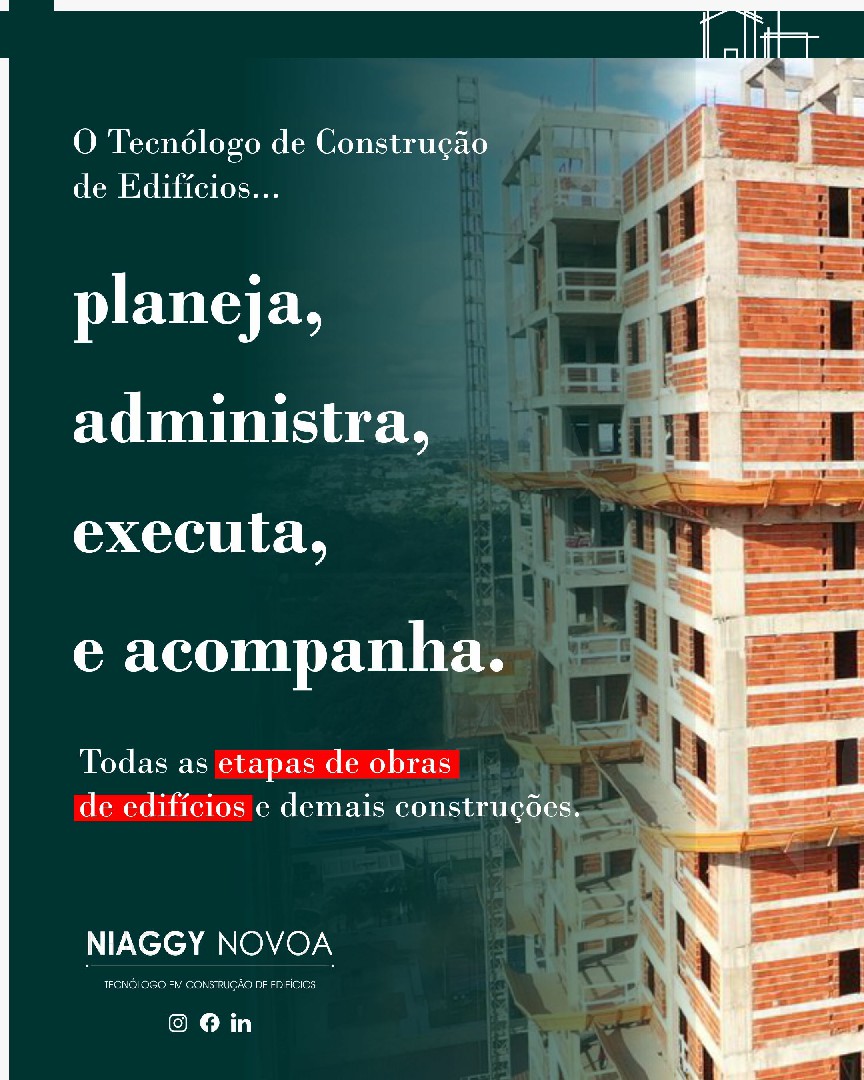 O Tecnólogo de Construção
de Edifícios...
planeja,
administra,
executa,
e acompanha.
Todas as etapas de obras
de edifícios e demais construções.
NIAGGY NOVOA
TECNÓLOGO EM CONSTRUÇÃO DE EDIFÍCIOS